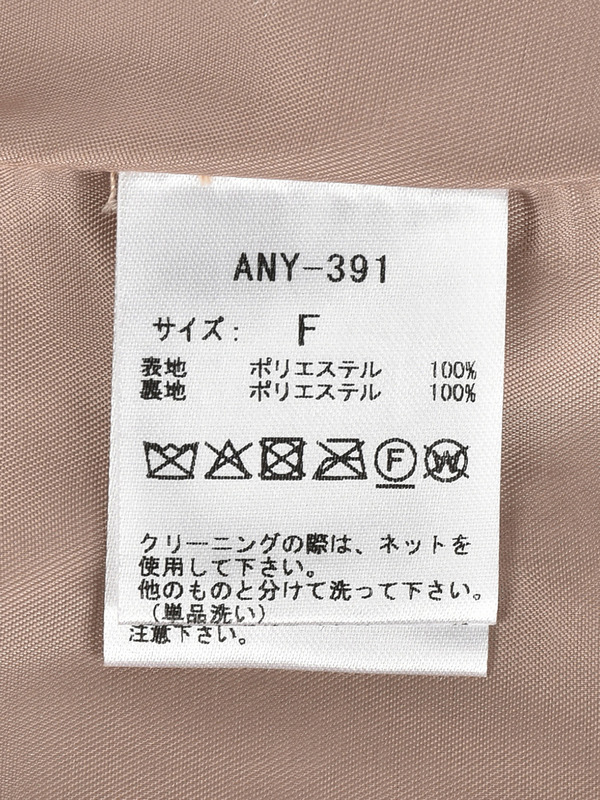 ANY-391
サイズ: F
表地 ポリエステル 100%
裏地 ポリエステル 100%
F W
クリーニングの際は、ネットを
使用して下さい。
他のものと分けて洗って下さい。
（単品洗い）
注意下さい。